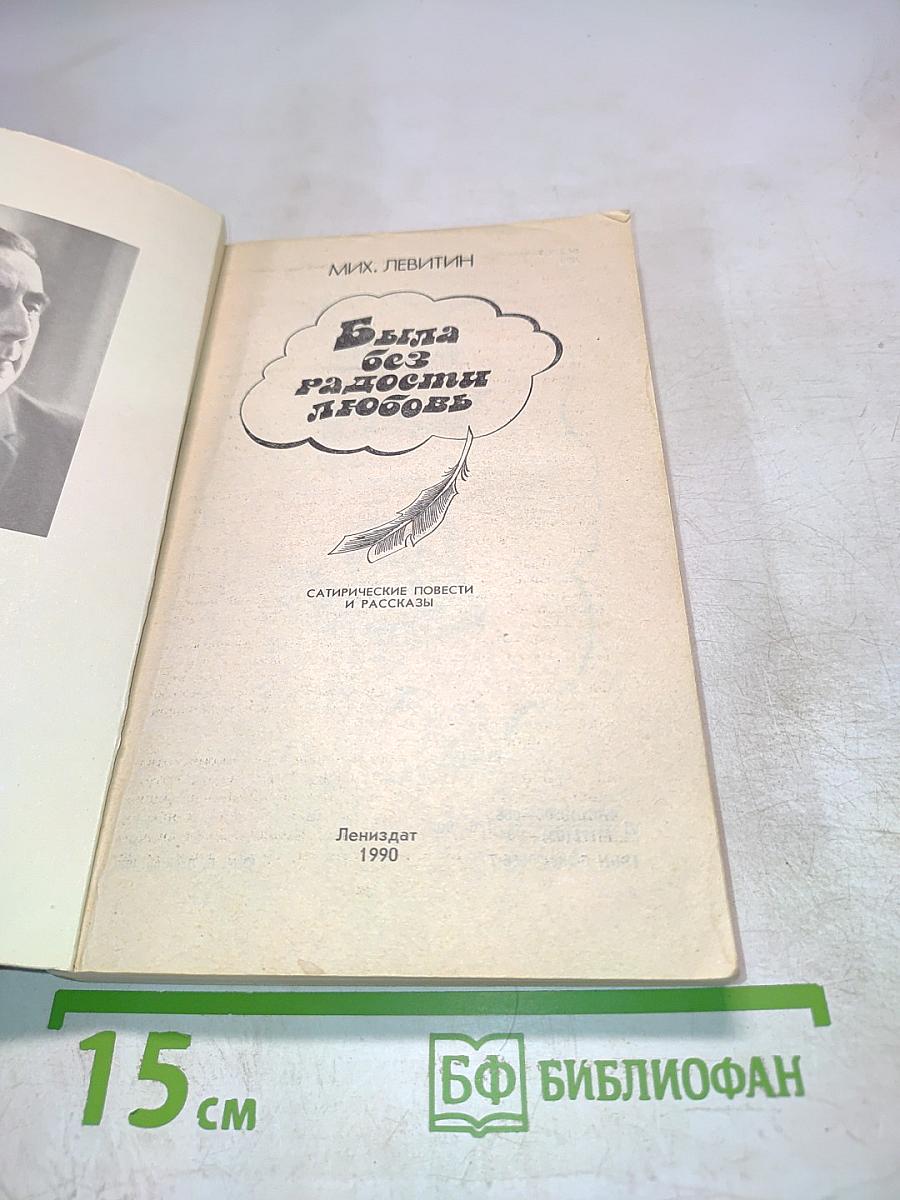 МИХ. ЛЕВИТИН
Была
без
радости
любовь
САТИРИЧЕСКИЕ ПОВЕСТИ
И РАССКАЗЫ
Лениздат
1990
15 см
БФ БИБЛИОФАН